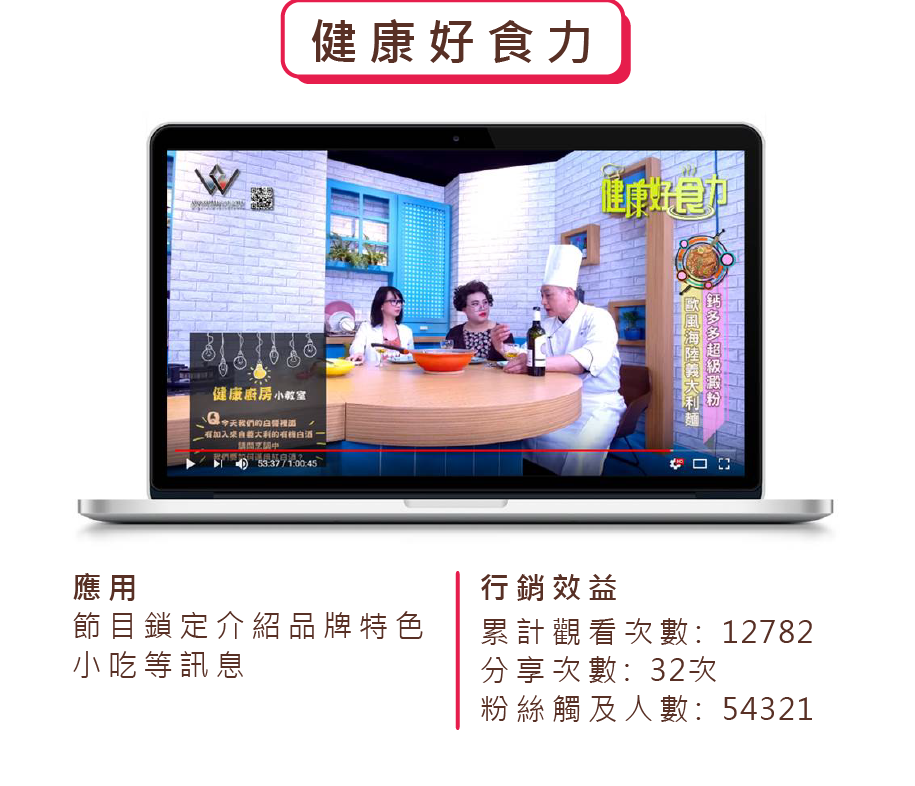 健康好食力
健康好食力
鈣多多超級澱粉
歐風海陸義大利麵
健康廚房小教室
Q今天我們的白醬裡面
有加入來自義大利的有機白酒
請問烹調中
53:37 / 1:00:45
HD
應用
節目鎖定介紹品牌特色
小吃等訊息
行銷效益
累計觀看次數: 12782
分享次數: 32次
粉絲觸及人數: 54321